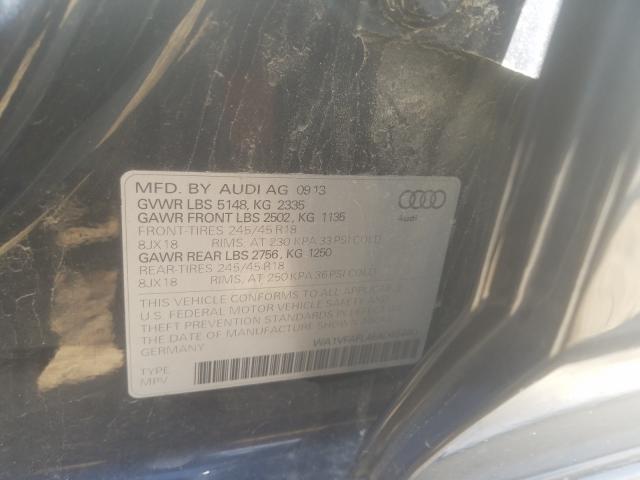 MFD. BY AUDI AG 09 13
GVWR LBS 5148, KG 2335
GAWR FRONT LBS 2502, KG 1135
FRONT-TIRES 245/45 R18
8JX18 RIMS, AT 230 KPA 33 PSI COLD
GAWR REAR LBS 2756, KG 1250
REAR-TIRES 245/45 R18
8JX18 RIMS, AT 250 KPA 36 PSI COLD
Audi
THIS VEHICLE CONFORMS TO ALL APPLICABLE
U.S. FEDERAL MOTOR VEHICLE SAFETY AND
THEFT PREVENTION STANDARDS IN EFFECT ON
THE DATE OF MANUFACTURE SHOWN ABOVE
GERMANY
TYPE
MPV